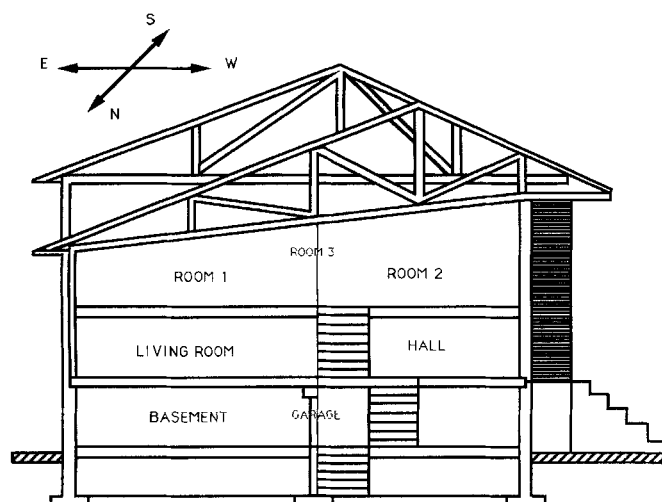 S
E
W
N
ROOM 3
ROOM 1
ROOM 2
LIVING ROOM
HALL
BASEMENT
GARAGE